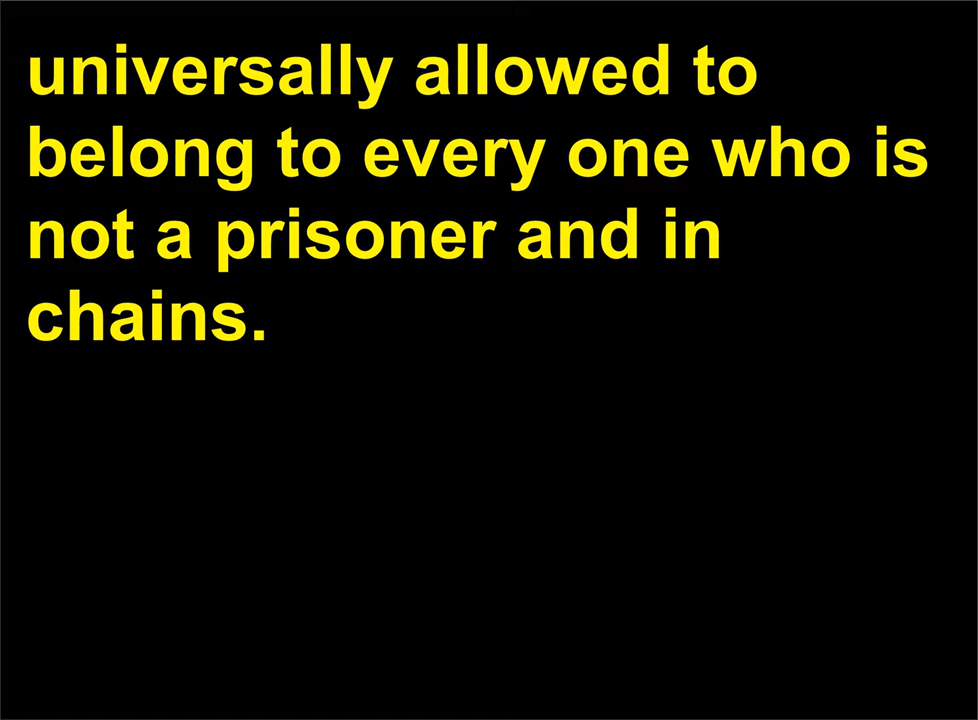 universally allowed to
belong to every one who is
not a prisoner and in
chains.